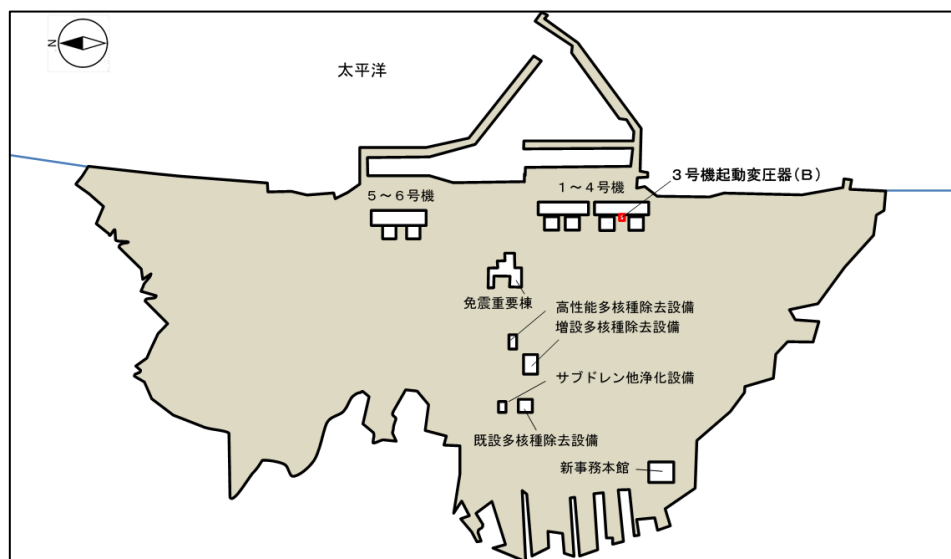 N
太平洋
3号機起動変圧器(B)
5~6号機
1~4号機
免震重要棟
高性能多核種除去設備
増設多核種除去設備
サブドレン他浄化設備
既設多核種除去設備
新事務本館